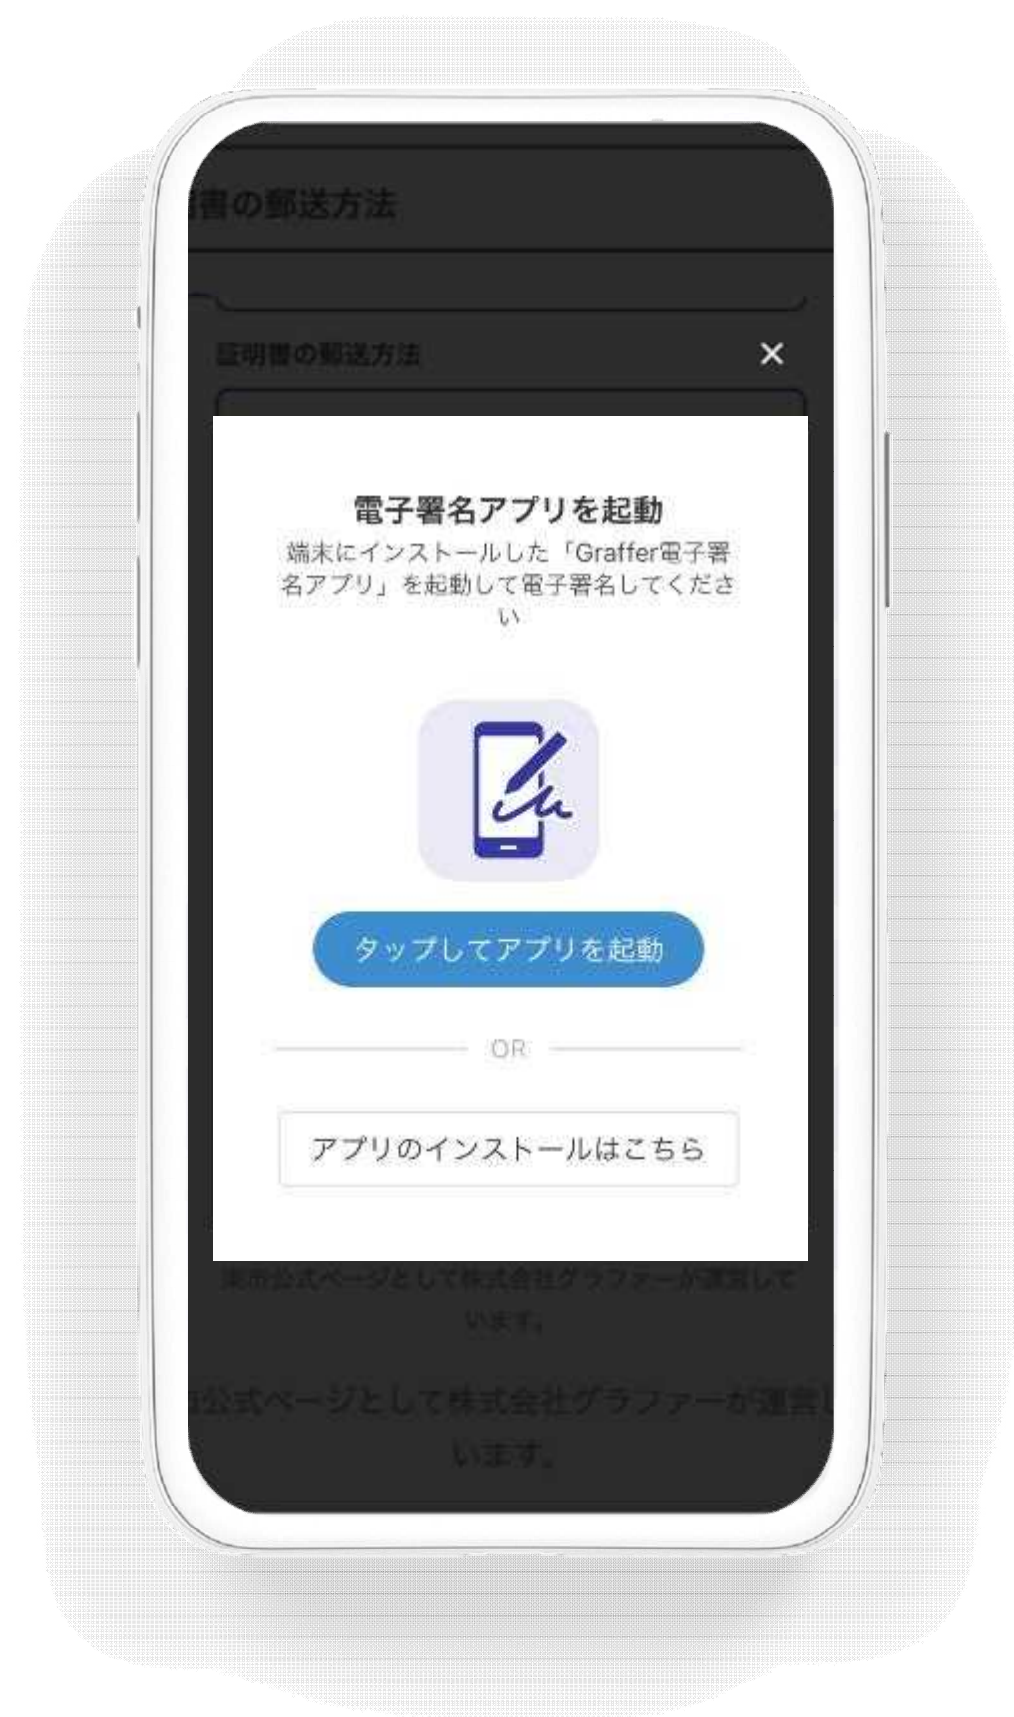 書の郵送方法
証明書の郵送方法
電子署名アプリを起動
端末にインストールした「Graffer電子署
名アプリ」を起動して電子署名してくださ
い
タップしてアプリを起動
OR
アプリのインストールはこちら
市公式ページとして株式会社グラファーが運営して
います。
公式ページとして株式会社グラファーが運営し
います。